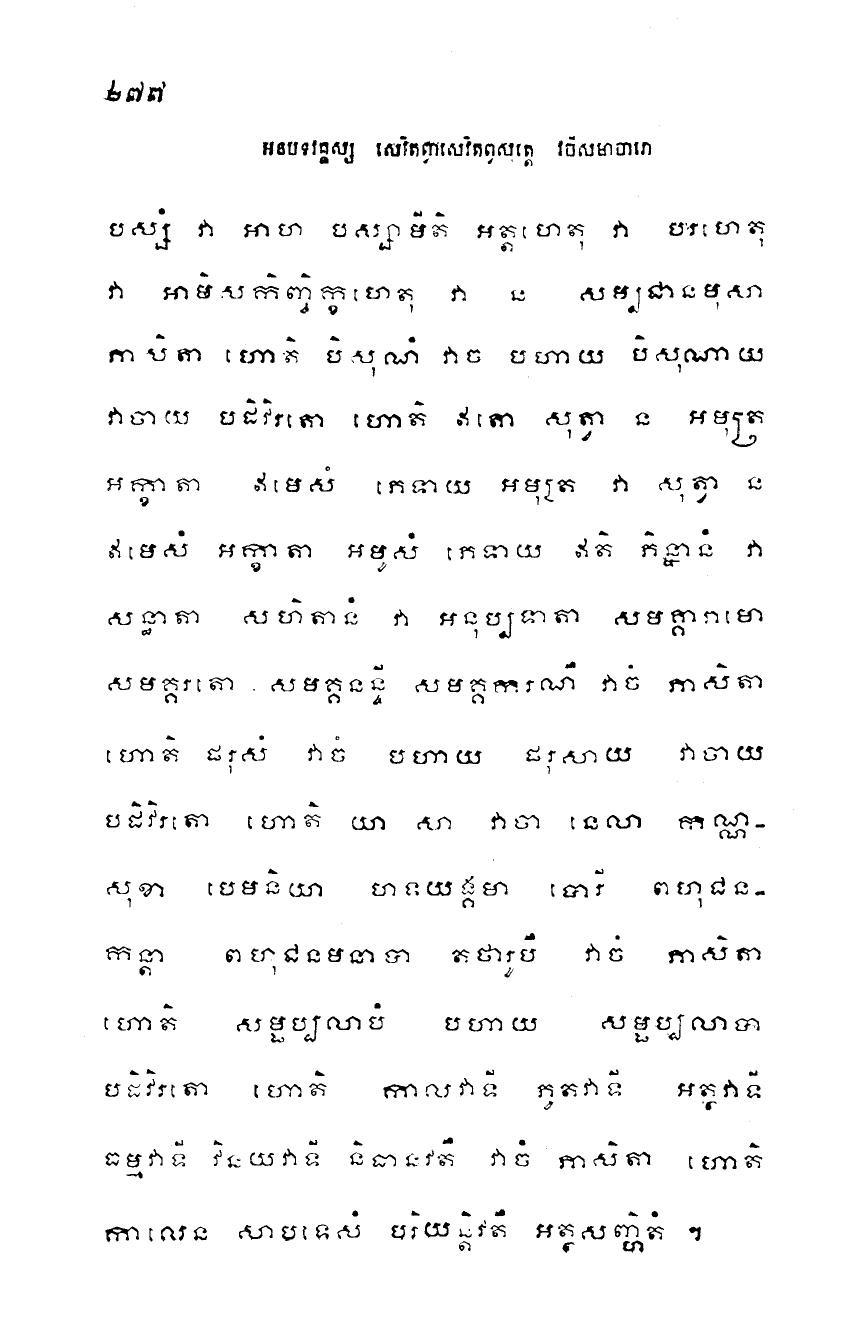 ២៧៧
អនុបទវគ្គស្ស សេវិតព្វាសេវិតព្វសុត្តេ វចីសមាចារោ
បស្សំ វា អាហ បស្សាមីតិ អត្តហេតុ វា បរហេតុ
វា អាមិសកិញ្ចិក្ខហេតុ វា ន សម្បជានមុសា
ភាសិតា ហោតិ បិសុណំ វាចំ បហាយ បិសុណាយ
វាចាយ បដិវិរតោ ហោតិ ឥតោ សុត្វា ន អមុត្រ
អក្ខាតា ឥមេសំ ភេទាយ អមុត្រ វា សុត្វា ន
ឥមេសំ អក្ខាតា អមូសំ ភេទាយ ឥតិ ភិន្នានំ វា
សន្ធាតា សហិតានំ វា អនុប្បទាតា សមគ្គារាមោ
សមគ្គរតោ សមគ្គនន្ទី សមគ្គការណឹ វាចំ ភាសិតា
ហោតិ ផរុសំ វាចំ បហាយ ផរុសាយ វាចាយ
បដិវិរតោ ហោតិ យា សា វាចា នេលា កណ្ណ-
សុខា បេមនិយា ហទយង្គមា បោរី ពហុជន-
កន្តា ពហុជនមនាបា តថារូបឹ វាចំ ភាសិតា
ហោតិ សម្ផប្បលាបំ បហាយ សម្ផប្បលាបា
បដិវិរតោ ហោតិ កាលវាទី ភូតវាទី អត្ថវាទី
ធម្មវាទី វិនយវាទី និធានវតឹ វាចំ ភាសិតា ហោតិ
កាលេន សាបទេសំ បរិយន្តវតឹ អត្ថសញ្ហិតំ ។